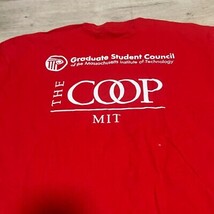 Graduate Student Council
of the Massachusetts Institute of Technology
THE
COOP
MIT